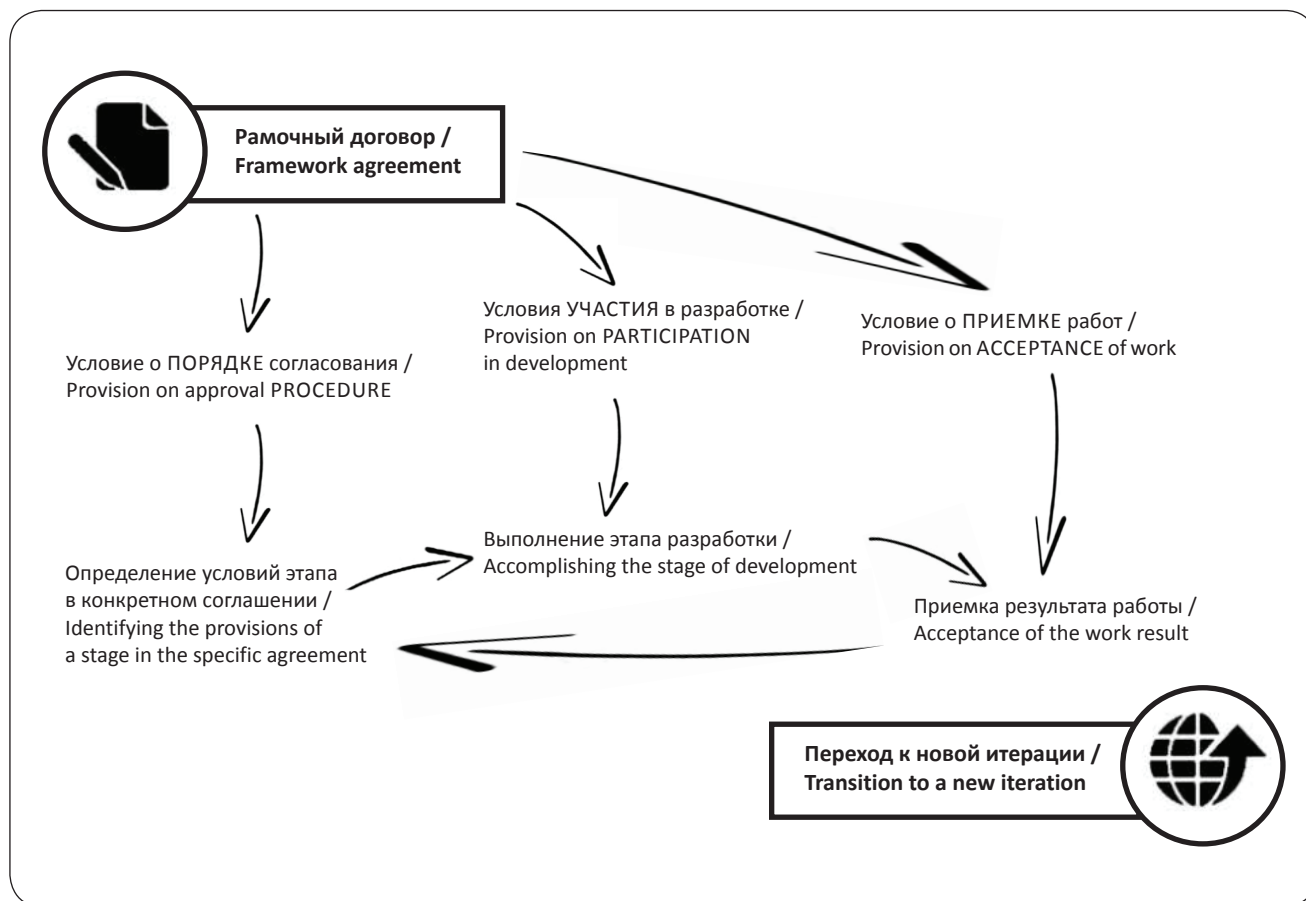 Рамочный договор /
Framework agreement
Условие о ПОРЯДКЕ согласования /
Provision on approval PROCEDURE
Условия УЧАСТИЯ в разработке /
Provision on PARTICIPATION
in development
Условие о ПРИЕМКЕ работ /
Provision on ACCEPTANCE of work
Определение условий этапа
в конкретном соглашении /
Identifying the provisions of
a stage in the specific agreement
Выполнение этапа разработки /
Accomplishing the stage of development
Приемка результата работы /
Acceptance of the work result
Переход к новой итерации /
Transition to a new iteration